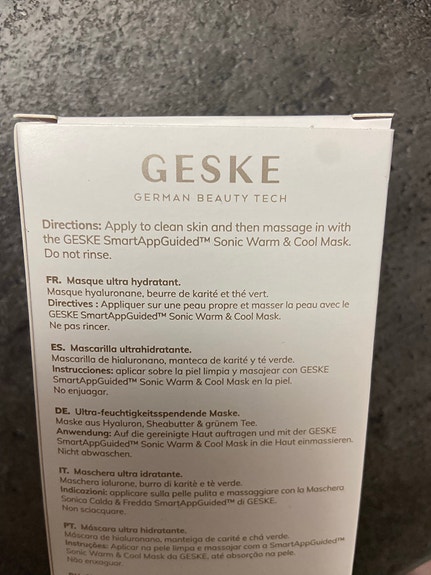 GESKE
GERMAN BEAUTY TECH
Directions: Apply to clean skin and then massage in with
the GESKE SmartAppGuided™ Sonic Warm & Cool Mask.
Do not rinse.
FR. Masque ultra hydratant.
Masque hyaluronane, beurre de karité et thé vert.
Directives : Appliquer sur une peau propre et masser la peau avec le
GESKE SmartAppGuided™ Sonic Warm & Cool Mask.
Ne pas rincer.
ES. Mascarilla ultrahidratante.
Mascarilla de hialuronano, manteca de karité y té verde.
Instrucciones: aplicar sobre la piel limpia y masajear con GESKE
SmartAppGuided™ Sonic Warm & Cool Mask en la piel.
No enjuagar.
DE. Ultra-feuchtigkeitsspendende Maske.
Maske aus Hyaluron, Sheabutter & grünem Tee.
Anwendung: Auf die gereinigte Haut auftragen und mit der GESKE
SmartAppGuided™ Sonic Warm & Cool Mask in die Haut einmassieren.
Nicht abwaschen.
IT. Maschera ultra idratante.
Maschera ialurone, burro di karité e tè verde.
Indicazioni: applicare sulla pelle pulita e massaggiare con la Maschera
Sonica Calda & Fredda SmartAppGuided™ di GESKE.
Non sciacquare.
PT. Máscara ultra hidratante.
Máscara de hialuronano, manteiga de carité e chá verde.
Instruções: Aplicar na pele limpa e massajar com a SmartAppGuided™
Sonic Warm & Cool Mask da GESKE, até absorção na pele.
Não enxaguar.